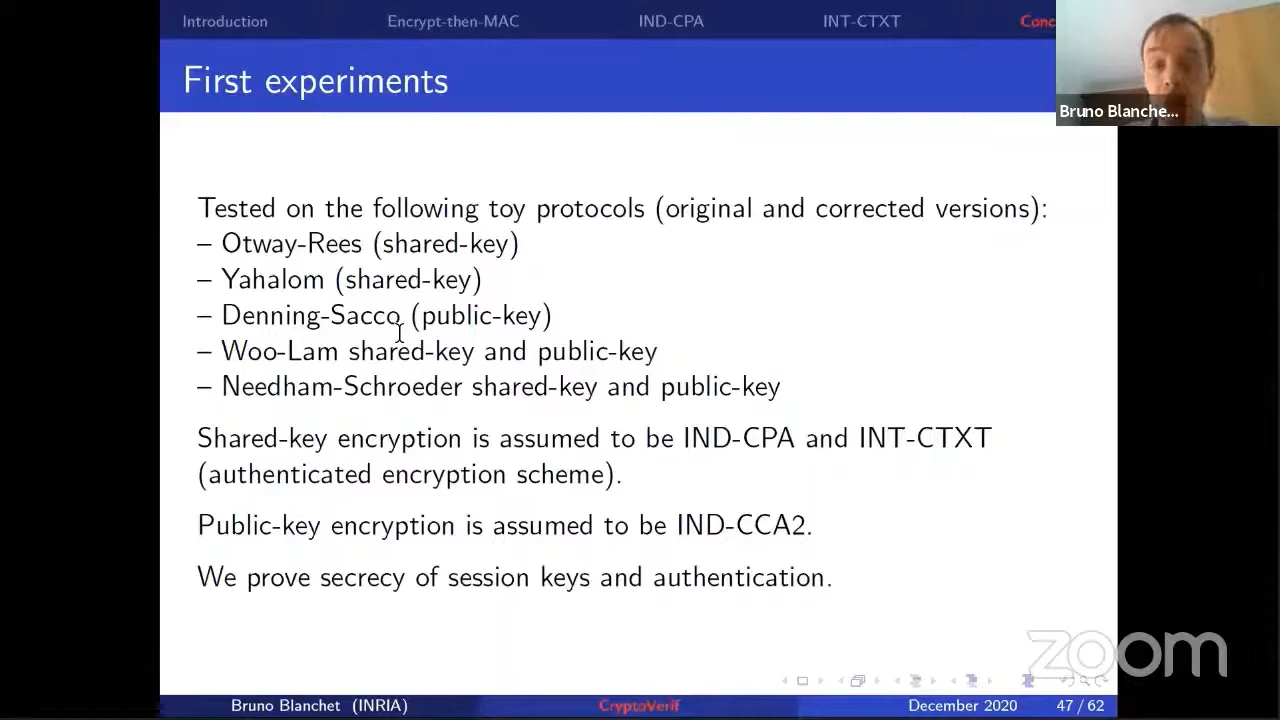 Introduction Encrypt-then-MAC IND-CPA INT-CTXT Conc
First experiments
Bruno Blanche...
Tested on the following toy protocols (original and corrected versions):
– Otway-Rees (shared-key)
– Yahalom (shared-key)
– Denning-Sacco (public-key)
– Woo-Lam shared-key and public-key
– Needham-Schroeder shared-key and public-key
Shared-key encryption is assumed to be IND-CPA and INT-CTXT
(authenticated encryption scheme).
Public-key encryption is assumed to be IND-CCA2.
We prove secrecy of session keys and authentication.
zoom
Bruno Blanchet (INRIA) CryptoVerif December 2020 47 / 62